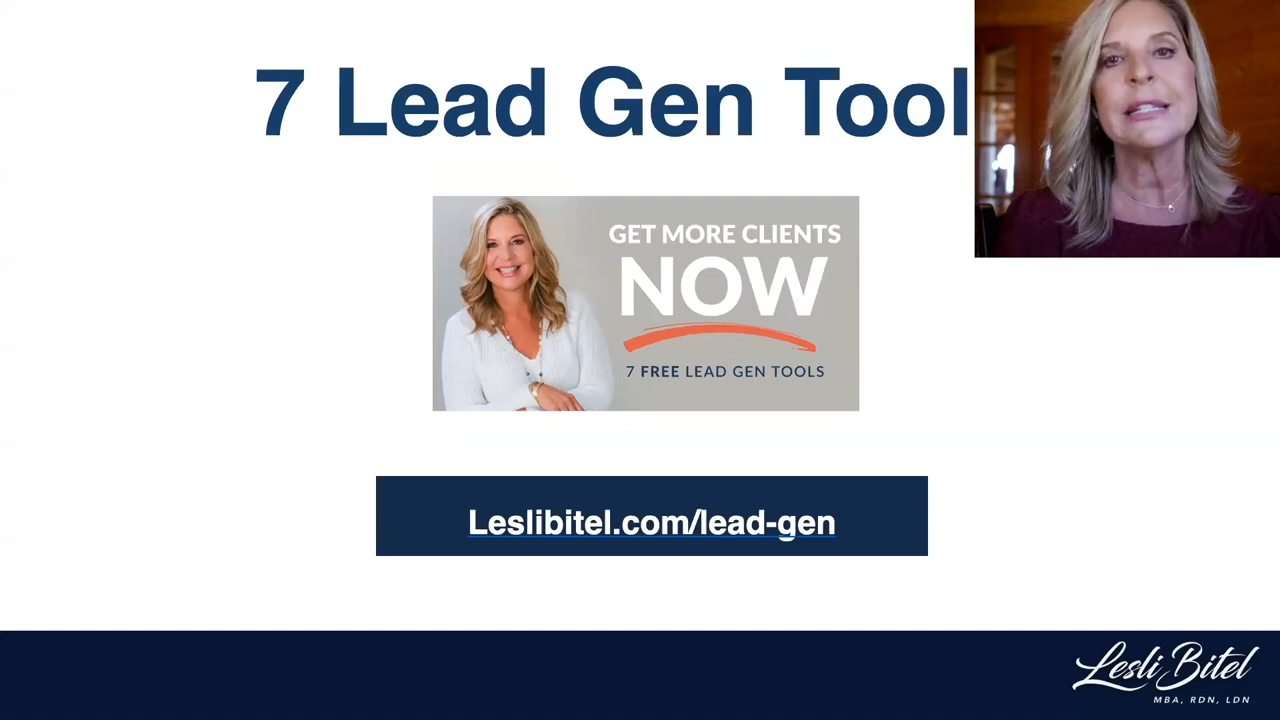 7 Lead Gen Tool
GET MORE CLIENTS
NOW
7 FREE LEAD GEN TOOLS
Leslibitel.com/lead-gen
Lesli Bitel
MBA, RDN, LDN